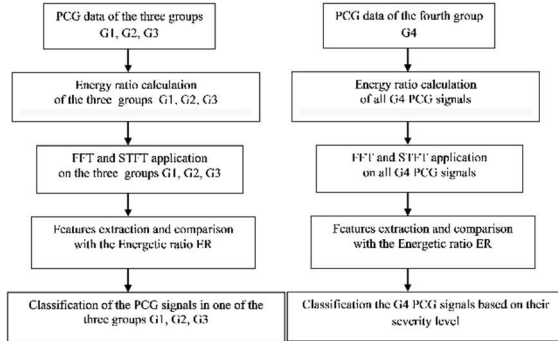 PCG data of the three groups
G1, G2, G3
Energy ratio calculation
of the three groups G1, G2, G3
FFT and STFT application
on the three groups G1, G2, G3
Features extraction and comparison
with the Energetic ratio ER
Classification of the PCG signals in one of the
three groups G1, G2, G3
PCG data of the fourth group
G4
Energy ratio calculation
of all G4 PCG signals
FFT and STFT application
on all G4 PCG signals
Features extraction and comparison
with the Energetic ratio ER
Classification the G4 PCG signals based on their
severity level